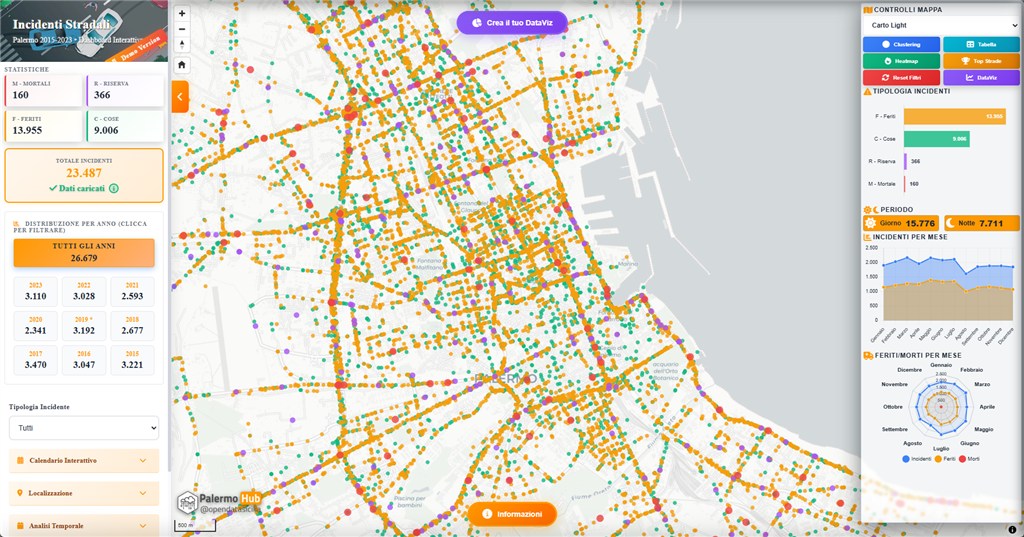 Incidenti Stradali
Palermo 2015-2023 • Dashboard Interattiva
Demo Version
STATISTICHE
M - MORTALI
160
R - RISERVA
366
F - FERITI
13.955
C - COSE
9.006
TOTALE INCIDENTI
23.487
Dati caricati
DISTRIBUZIONE PER ANNO (CLICCA PER FILTRARE)
TUTTI GLI ANNI
26.679
2023
3.110
2022
3.028
2021
2.593
2020
2.341
2019 *
3.192
2018
2.677
2017
3.470
2016
3.047
2015
3.221
Tipologia Incidente
Tutti
Calendario Interattivo
Localizzazione
Analisi Temporale
Crea il tuo DataViz
PALERMO
Palermo Hub
@opendatasicilia
500 m
Informazioni
CONTROLLI MAPPA
Carto Light
Clustering
Tabella
Heatmap
Top Strade
Reset Filtri
DataViz
TIPOLOGIA INCIDENTI
F - Feriti
13.955
C - Cose
9.006
R - Riserva
366
M - Mortale
160
PERIODO
Giorno 15.776
Notte 7.711
INCIDENTI PER MESE
2.500
2.000
1.500
1.000
500
0
Gennaio
Febbraio
Marzo
Aprile
Maggio
Giugno
Luglio
Agosto
Settembre
Ottobre
Novembre
Dicembre
FERITI/MORTI PER MESE
Gennaio
Febbraio
Marzo
Aprile
Maggio
Giugno
Luglio
Agosto
Settembre
Ottobre
Novembre
Dicembre
Incidenti
Feriti
Morti